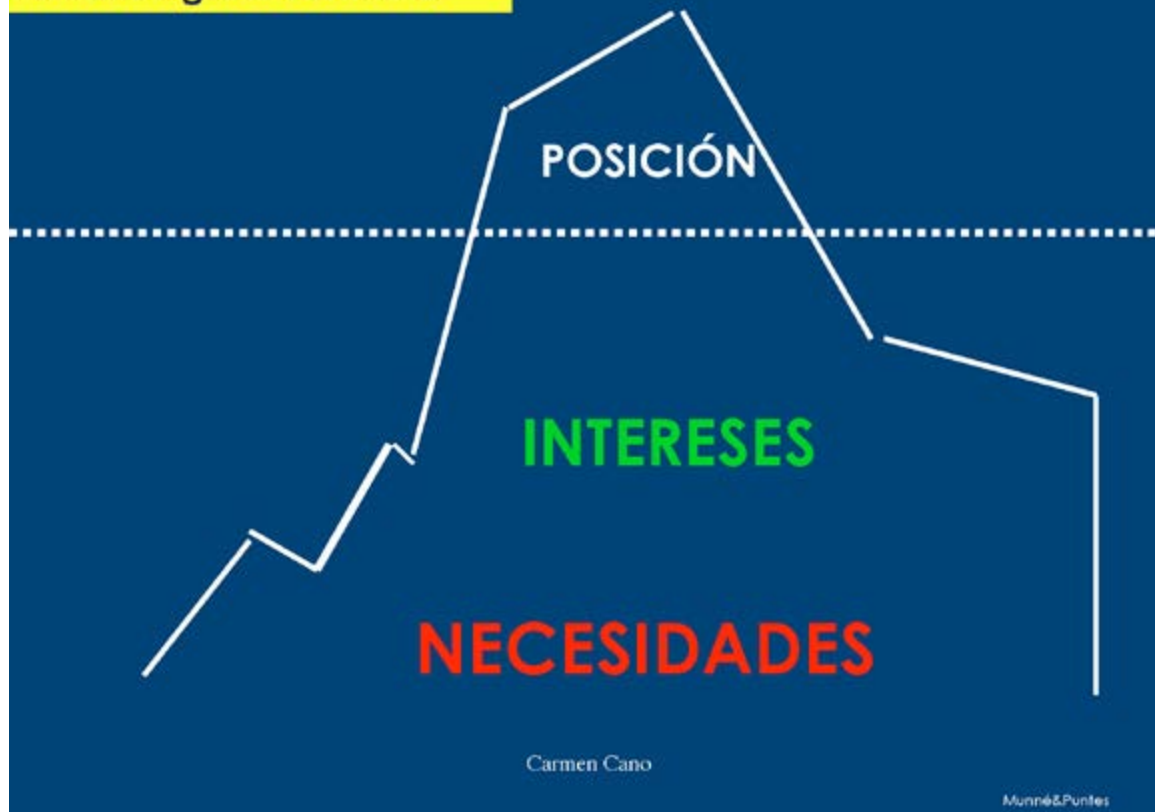 POSICIÓN
INTERESES
NECESIDADES
Carmen Cano
Munné&Puntes